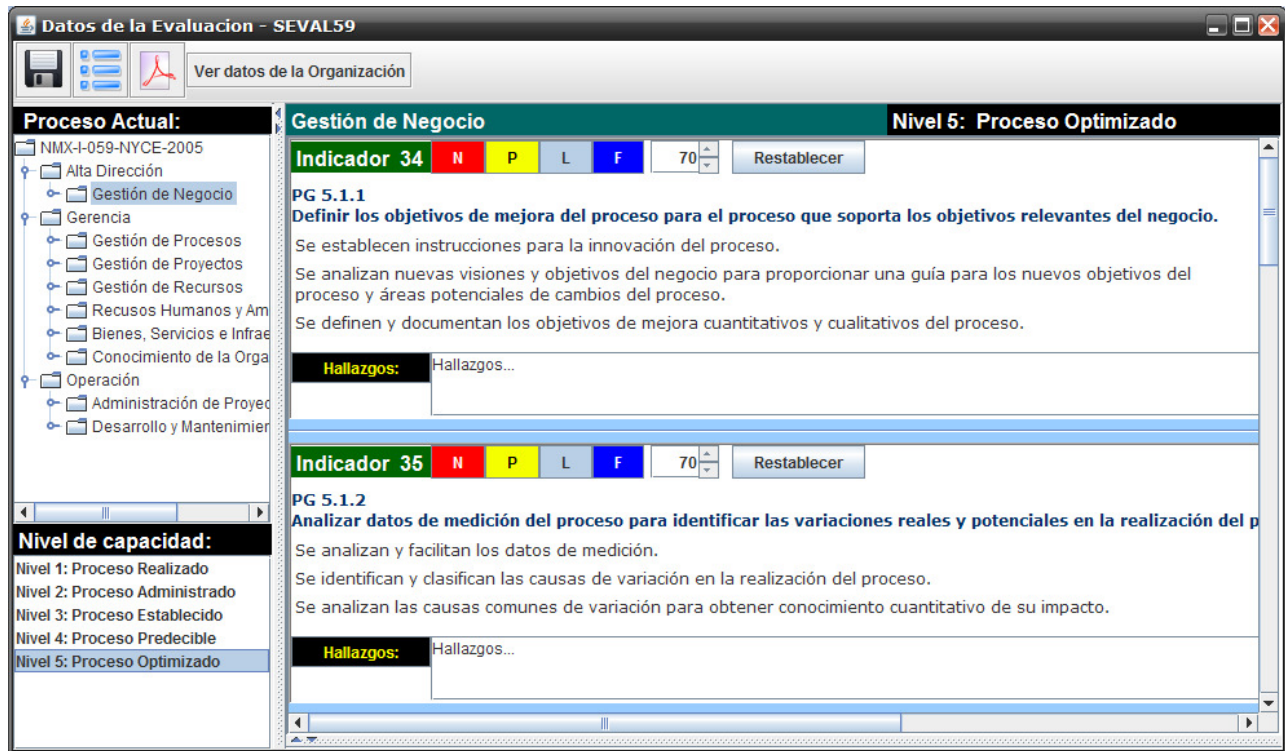 Datos de la Evaluacion - SEVAL59
Ver datos de la Organización
Proceso Actual:
NMX-I-059-NYCE-2005
Alta Dirección
Gestión de Negocio
Gerencia
Gestión de Procesos
Gestión de Proyectos
Gestión de Recursos
Recusos Humanos y Am
Bienes, Servicios e Infrae
Conocimiento de la Orga
Operación
Administración de Proyec
Desarrollo y Mantenimier
Nivel de capacidad:
Nivel 1: Proceso Realizado
Nivel 2: Proceso Administrado
Nivel 3: Proceso Establecido
Nivel 4: Proceso Predecible
Nivel 5: Proceso Optimizado
Gestión de Negocio Nivel 5: Proceso Optimizado
Indicador 34 N P L F 70 Restablecer
PG 5.1.1
Definir los objetivos de mejora del proceso para el proceso que soporta los objetivos relevantes del negocio.
Se establecen instrucciones para la innovación del proceso.
Se analizan nuevas visiones y objetivos del negocio para proporcionar una guía para los nuevos objetivos del
proceso y áreas potenciales de cambios del proceso.
Se definen y documentan los objetivos de mejora cuantitativos y cualitativos del proceso.
Hallazgos: Hallazgos...
Indicador 35 N P L F 70 Restablecer
PG 5.1.2
Analizar datos de medición del proceso para identificar las variaciones reales y potenciales en la realización del p
Se analizan y facilitan los datos de medición.
Se identifican y clasifican las causas de variación en la realización del proceso.
Se analizan las causas comunes de variación para obtener conocimiento cuantitativo de su impacto.
Hallazgos: Hallazgos...